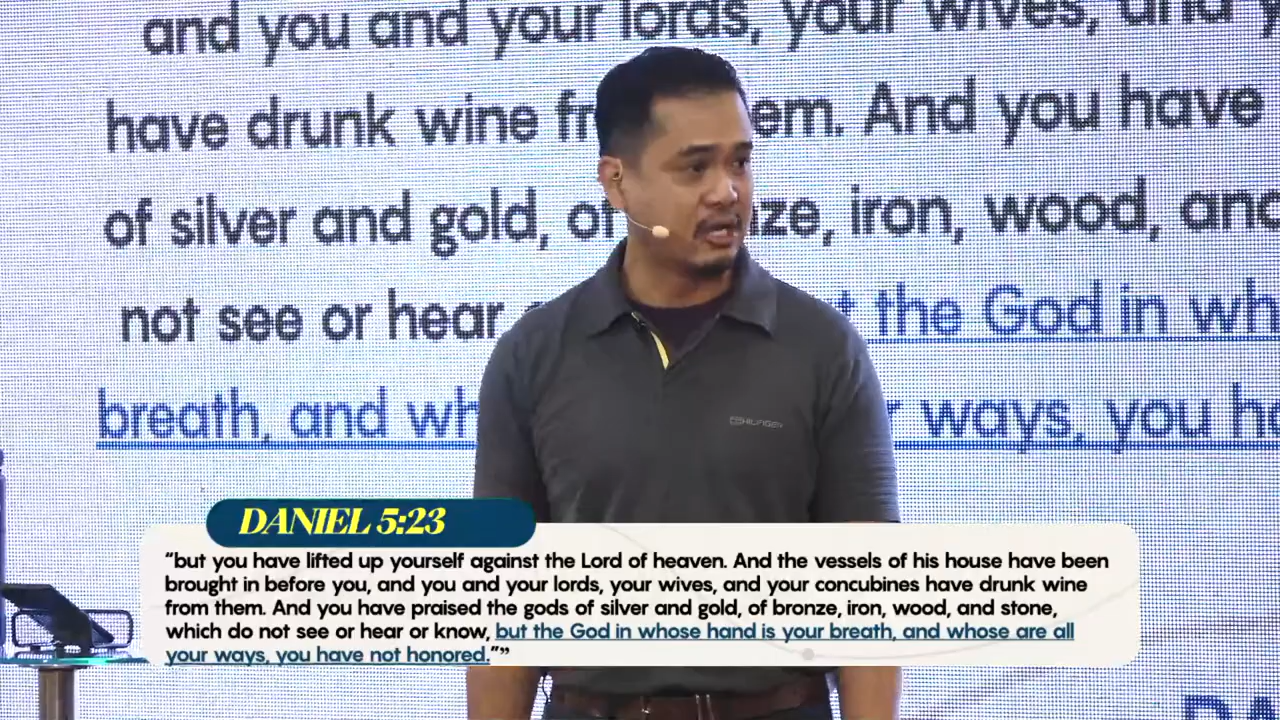 and you and your lords, your wives, and y
have drunk wine fr em. And you have
of silver and gold, of nze, iron, wood, and
not see or hear t the God in wh
breath, and wh r ways, you ho
HILFIGER
DANIEL 5:23
“but you have lifted up yourself against the Lord of heaven. And the vessels of his house have been
brought in before you, and you and your lords, your wives, and your concubines have drunk wine
from them. And you have praised the gods of silver and gold, of bronze, iron, wood, and stone,
which do not see or hear or know, but the God in whose hand is your breath, and whose are all
your ways, you have not honored.””
DA